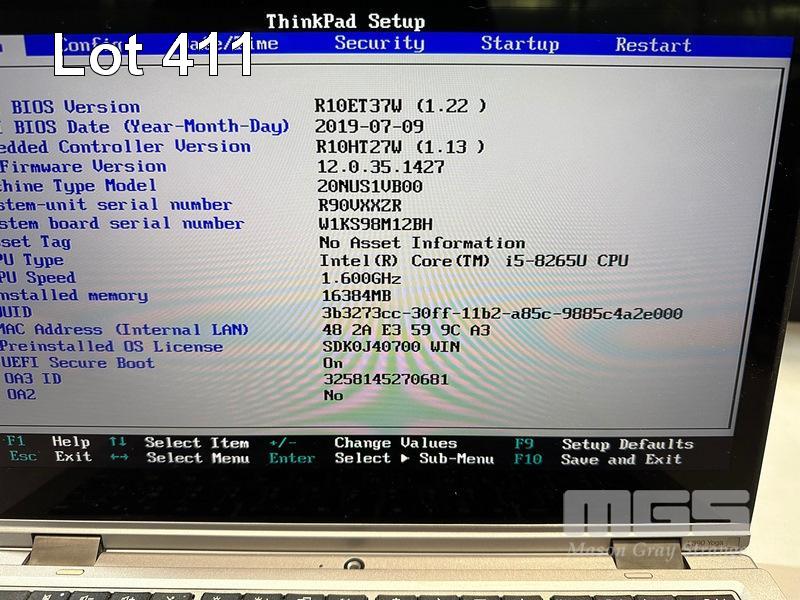 ThinkPad Setup
Config Date/Time Security Startup Restart
Lot 411
BIOS Version R10ET37W (1.22 )
BIOS Date (Year-Month-Day) 2019-07-09
edded Controller Version R10HT27W (1.13 )
Firmware Version 12.0.35.1427
hine Type Model 20NUS1VB00
stem-unit serial number R90VXXZR
stem board serial number W1KS98M12BH
sset Tag No Asset Information
PU Type Intel(R) Core(TM) i5-8265U CPU
PU Speed 1.600GHz
nstalled memory 16384MB
UUID 3b3273cc-30ff-11b2-a85c-9885c4a2e000
MAC Address (Internal LAN) 48 2A E3 59 9C A3
Preinstalled OS License SDK0J40700 WIN
UEFI Secure Boot On
OA3 ID 3258145270681
OA2 No
F1 Help ↑↓ Select Item +/- Change Values F9 Setup Defaults
Esc Exit ←→ Select Menu Enter Select ▶ Sub-Menu F10 Save and Exit
MGS
Mason Gray Strange